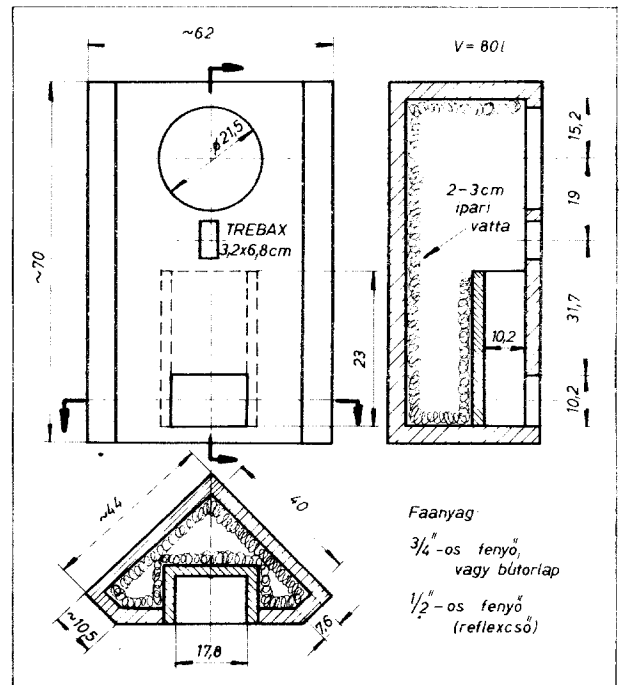 ~62
V = 80l
~70
⌀21,5
TREBAX
3,2x6,8cm
23
2-3cm
ipari
vatta
10,2
15,2
19
31,7
10,2
~44
40
~10,5
17,8
7,6
Faanyag
3/4"-os fenyő,
vagy bútorlap
1/2"-os fenyő
(reflexcső)